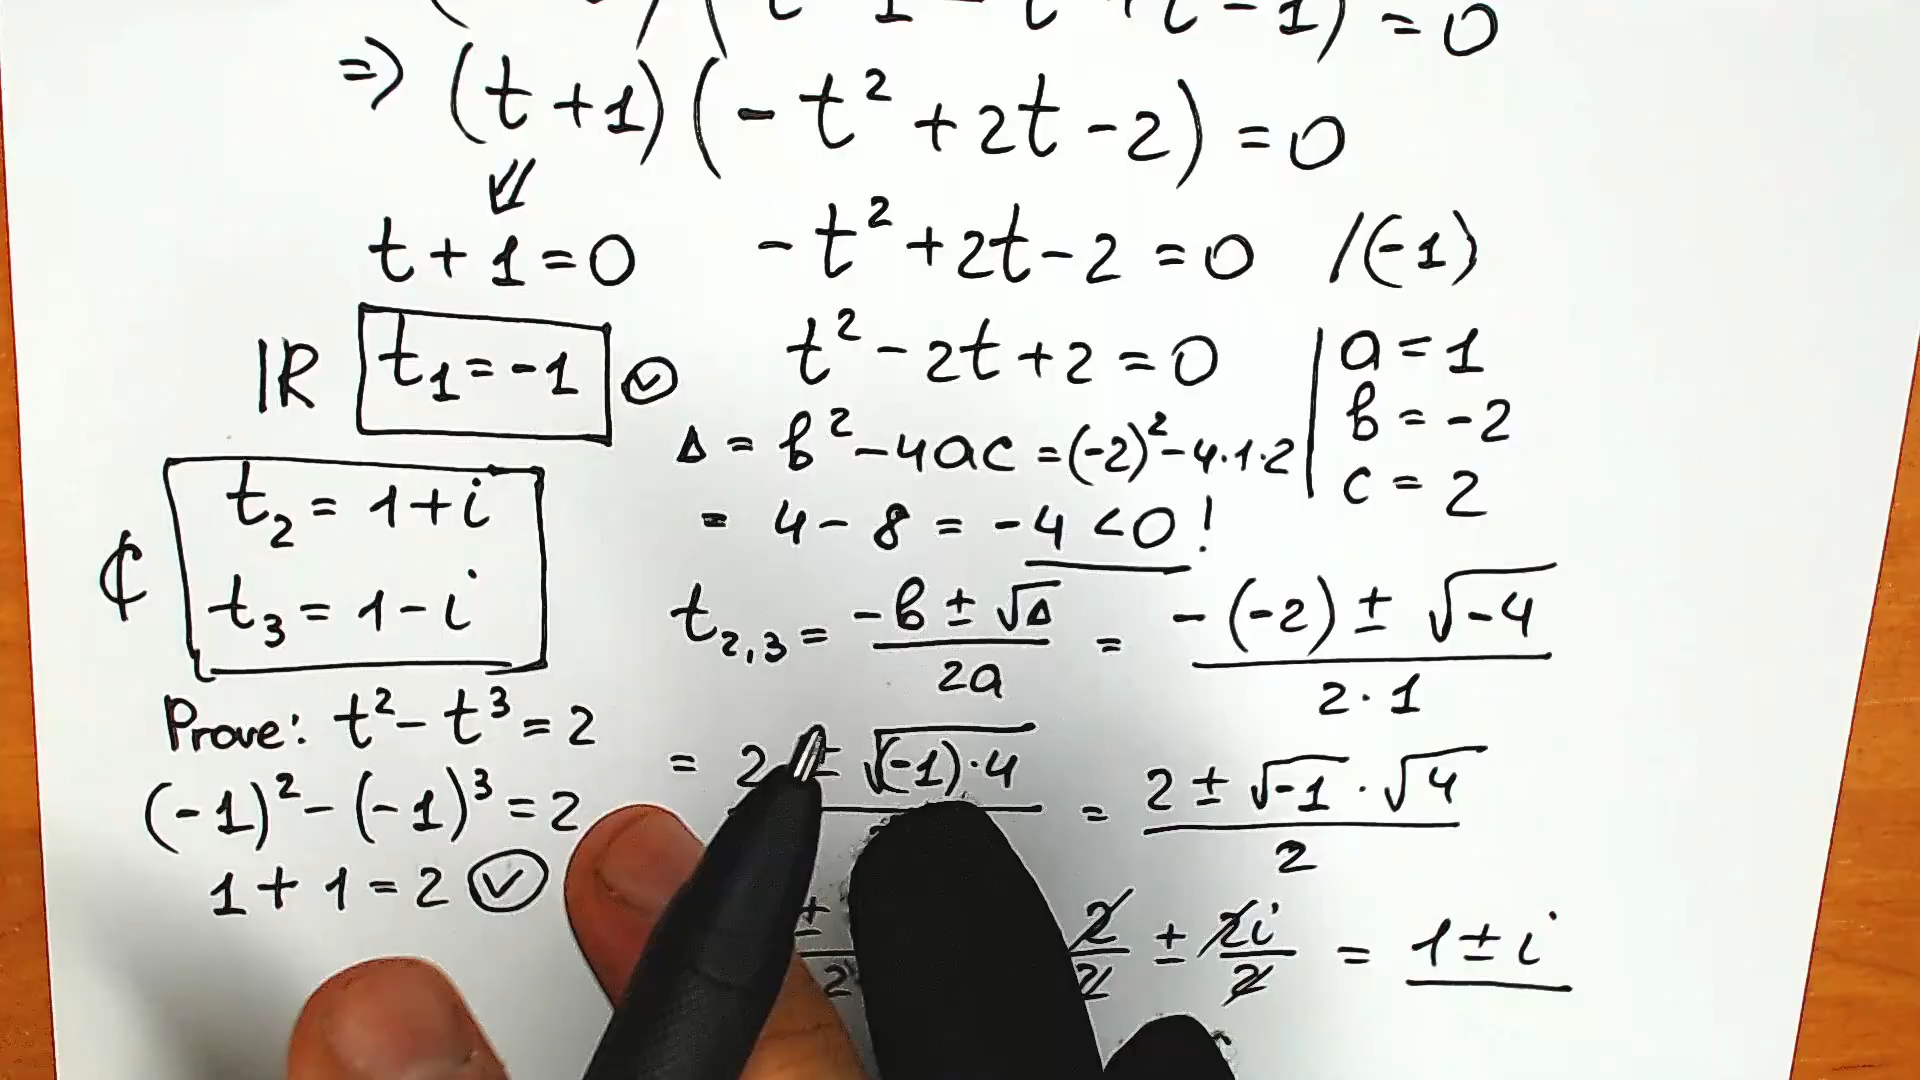 t - 1) = 0
=> (t + 1)(- t² + 2t - 2) = 0
t + 1 = 0
- t² + 2t - 2 = 0 /(-1)
ℝ t₁ = -1
t² - 2t + 2 = 0
a = 1
b = -2
c = 2
Δ = b² - 4ac = (-2)² - 4·1·2
= 4 - 8 = -4 < 0 !
t₂,₃ = (-b ± √Δ)/(2a) = (-(-2) ± √-4)/(2·1)
= 2 ± √(-1)·4 = (2 ± √-1 · √4)/2
± 2 2/2 ± 2i/2 = 1 ± i
ℂ t₂ = 1 + i
t₃ = 1 - i
Prove: t² - t³ = 2
(-1)² - (-1)³ = 2
1 + 1 = 2